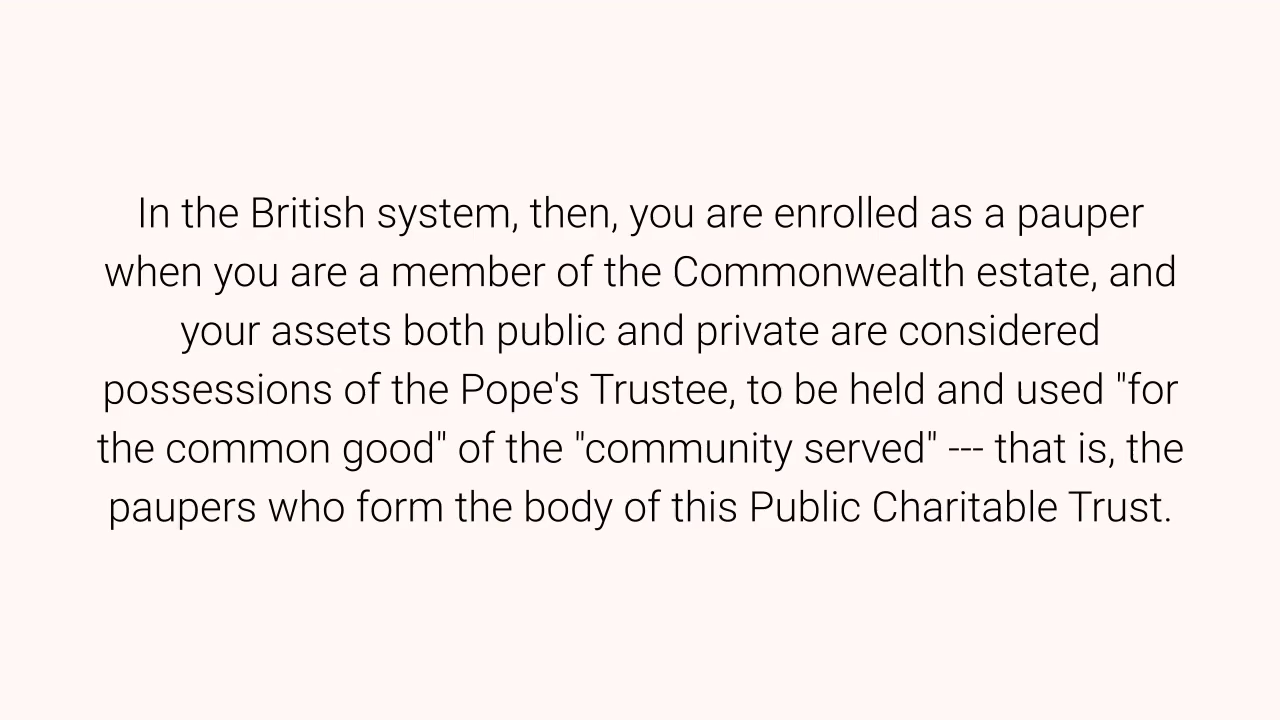 In the British system, then, you are enrolled as a pauper
when you are a member of the Commonwealth estate, and
your assets both public and private are considered
possessions of the Pope's Trustee, to be held and used "for
the common good" of the "community served" --- that is, the
paupers who form the body of this Public Charitable Trust.